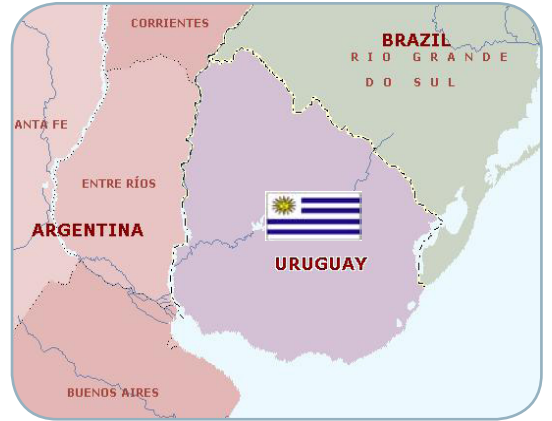 CORRIENTES
BRAZIL
RIO GRANDE
DO SUL
ANTA FE
ENTRE RÍOS
ARGENTINA
URUGUAY
BUENOS AIRES